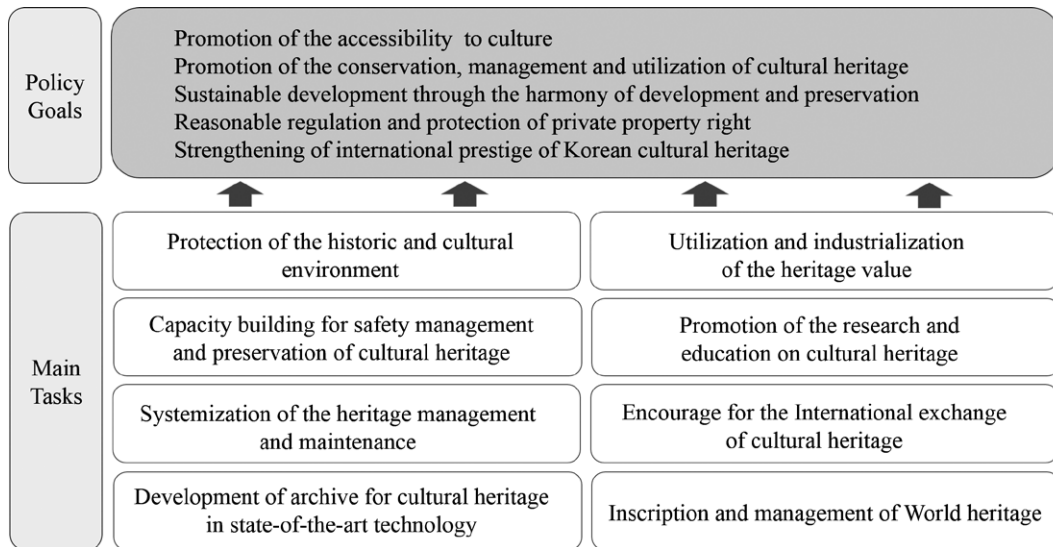 Policy
Goals
Promotion of the accessibility to culture
Promotion of the conservation, management and utilization of cultural heritage
Sustainable development through the harmony of development and preservation
Reasonable regulation and protection of private property right
Strengthening of international prestige of Korean cultural heritage
Main
Tasks
Protection of the historic and cultural
environment
Utilization and industrialization
of the heritage value
Capacity building for safety management
and preservation of cultural heritage
Promotion of the research and
education on cultural heritage
Systemization of the heritage management
and maintenance
Encourage for the International exchange
of cultural heritage
Development of archive for cultural heritage
in state-of-the-art technology
Inscription and management of World heritage